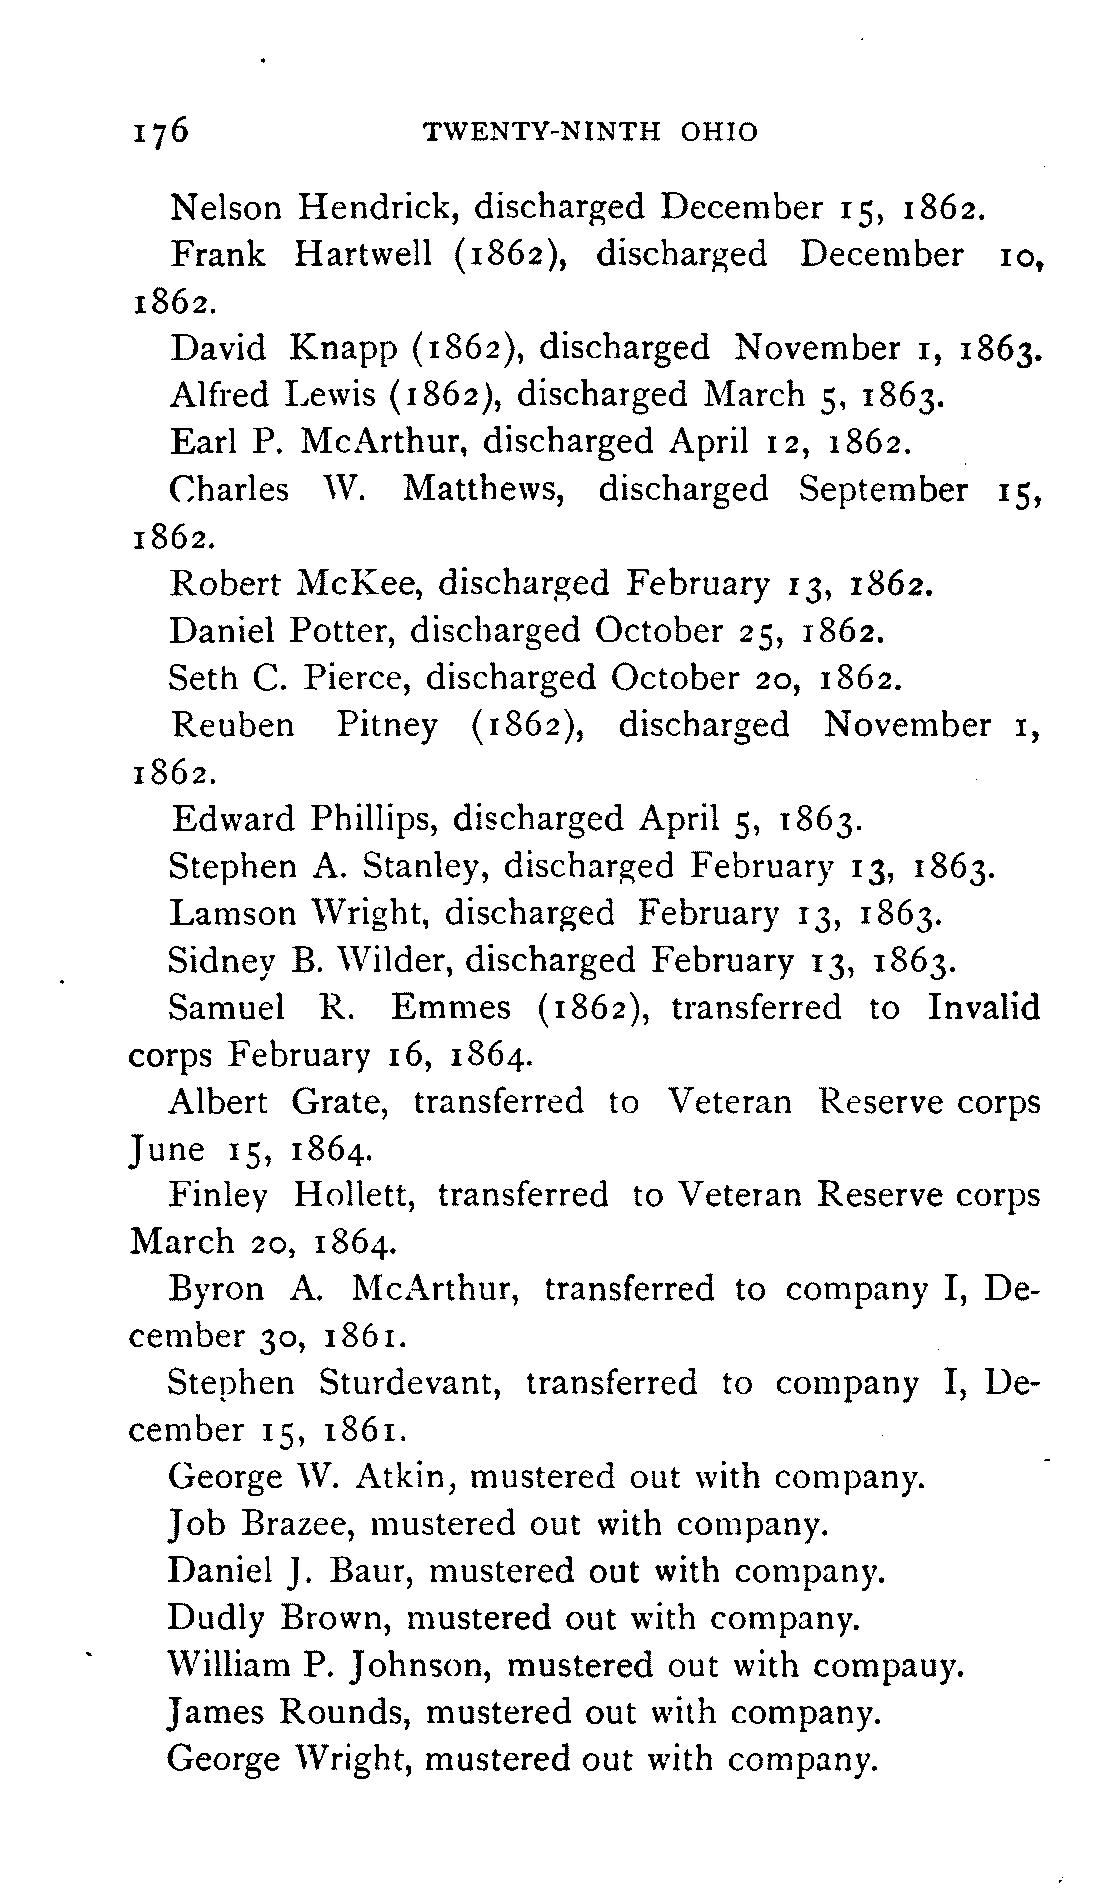 176 TWENTY-NINTH OHIO
Nelson Hendrick, discharged December 15, 1862.
Frank Hartwell (1862), discharged December 10,
1862.
David Knapp (1862), discharged November 1, 1863.
Alfred Lewis (1862), discharged March 5, 1863.
Earl P. McArthur, discharged April 12, 1862.
Charles W. Matthews, discharged September 15,
1862.
Robert McKee, discharged February 13, 1862.
Daniel Potter, discharged October 25, 1862.
Seth C. Pierce, discharged October 20, 1862.
Reuben Pitney (1862), discharged November 1,
1862.
Edward Phillips, discharged April 5, 1863.
Stephen A. Stanley, discharged February 13, 1863.
Lamson Wright, discharged February 13, 1863.
Sidney B. Wilder, discharged February 13, 1863.
Samuel R. Emmes (1862), transferred to Invalid
corps February 16, 1864.
Albert Grate, transferred to Veteran Reserve corps
June 15, 1864.
Finley Hollett, transferred to Veteran Reserve corps
March 20, 1864.
Byron A. McArthur, transferred to company I, De-
cember 30, 1861.
Stephen Sturdevant, transferred to company I, De-
cember 15, 1861.
George W. Atkin, mustered out with company.
Job Brazee, mustered out with company.
Daniel J. Baur, mustered out with company.
Dudly Brown, mustered out with company.
William P. Johnson, mustered out with compauy.
James Rounds, mustered out with company.
George Wright, mustered out with company.